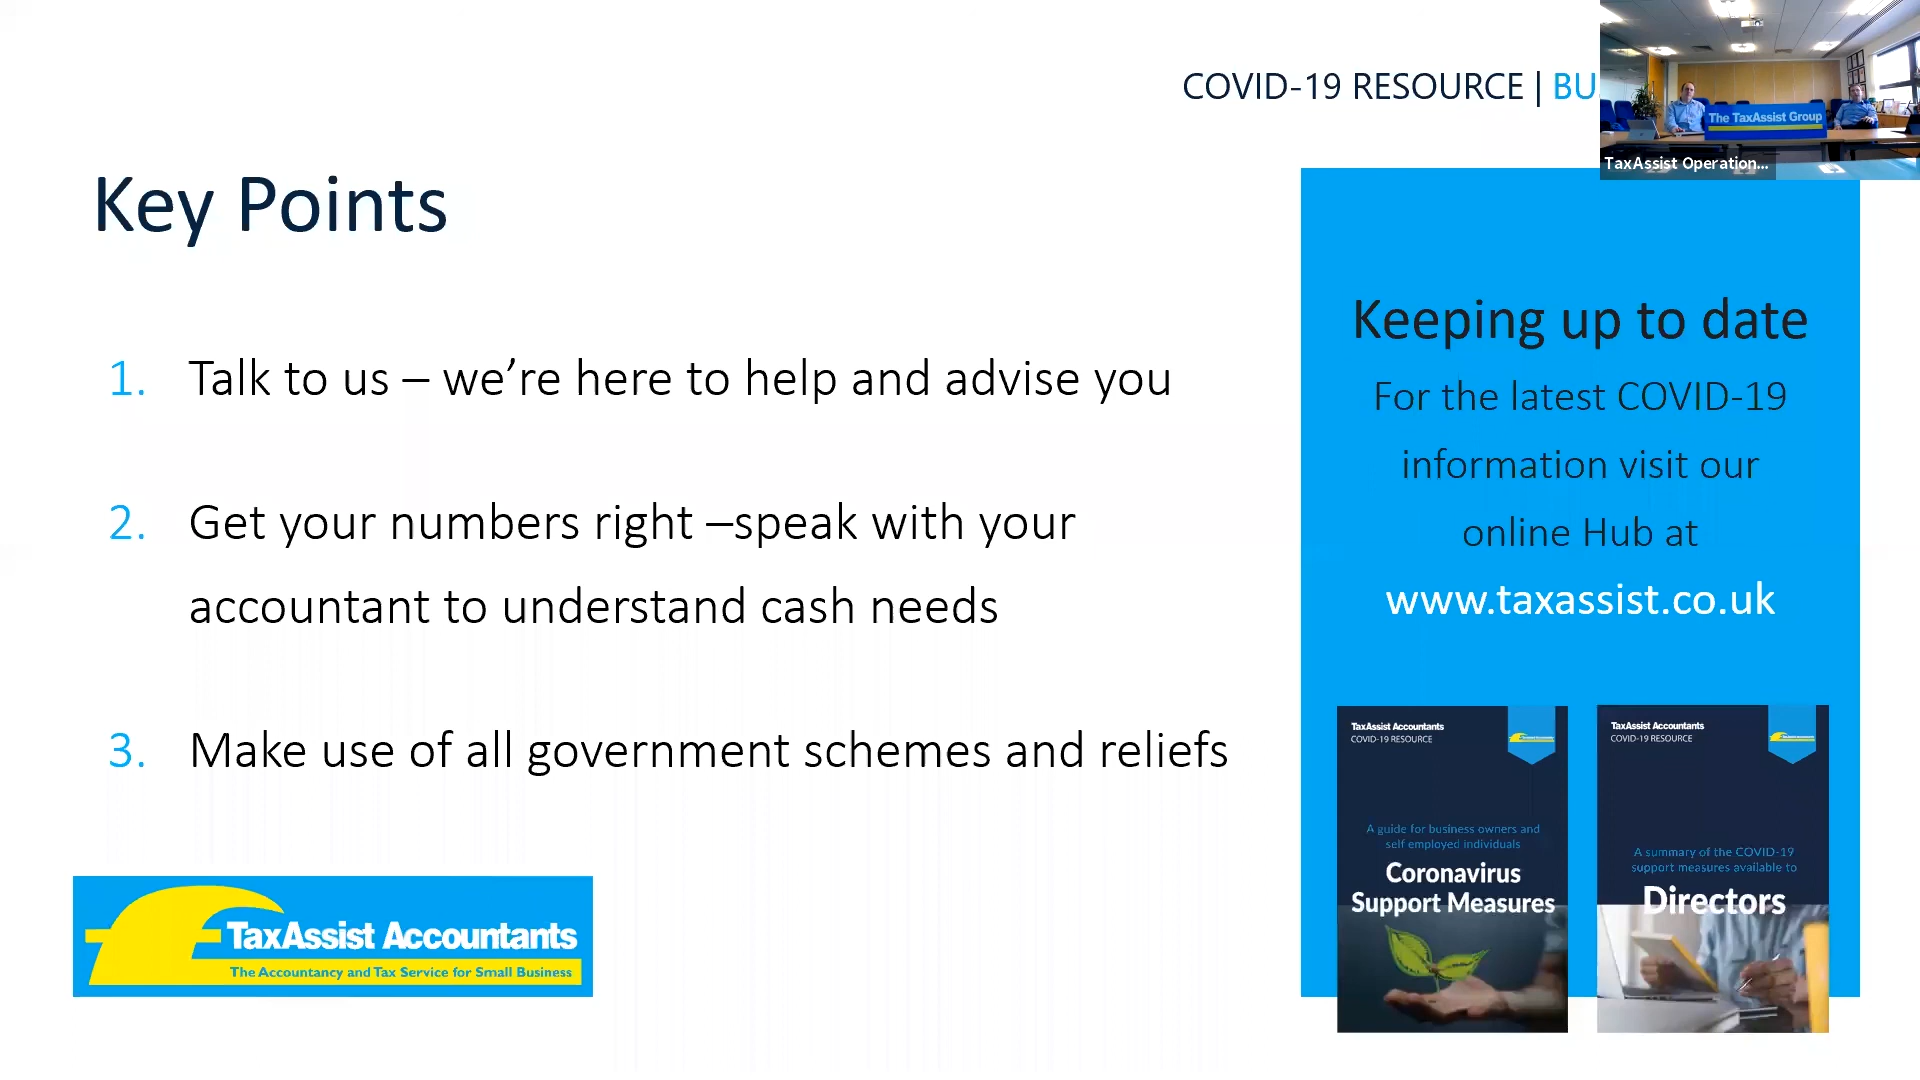 COVID-19 RESOURCE | BU
The TaxAssist Group
TaxAssist Operation...
Key Points
1. Talk to us – we’re here to help and advise you
2. Get your numbers right –speak with your
accountant to understand cash needs
3. Make use of all government schemes and reliefs
TaxAssist Accountants
The Accountancy and Tax Service for Small Business
Keeping up to date
For the latest COVID-19
information visit our
online Hub at
www.taxassist.co.uk
TaxAssist Accountants
COVID-19 RESOURCE
A guide for business owners and
self employed individuals
Coronavirus
Support Measures
TaxAssist Accountants
COVID-19 RESOURCE
A summary of the COVID-19
support measures available to
Directors